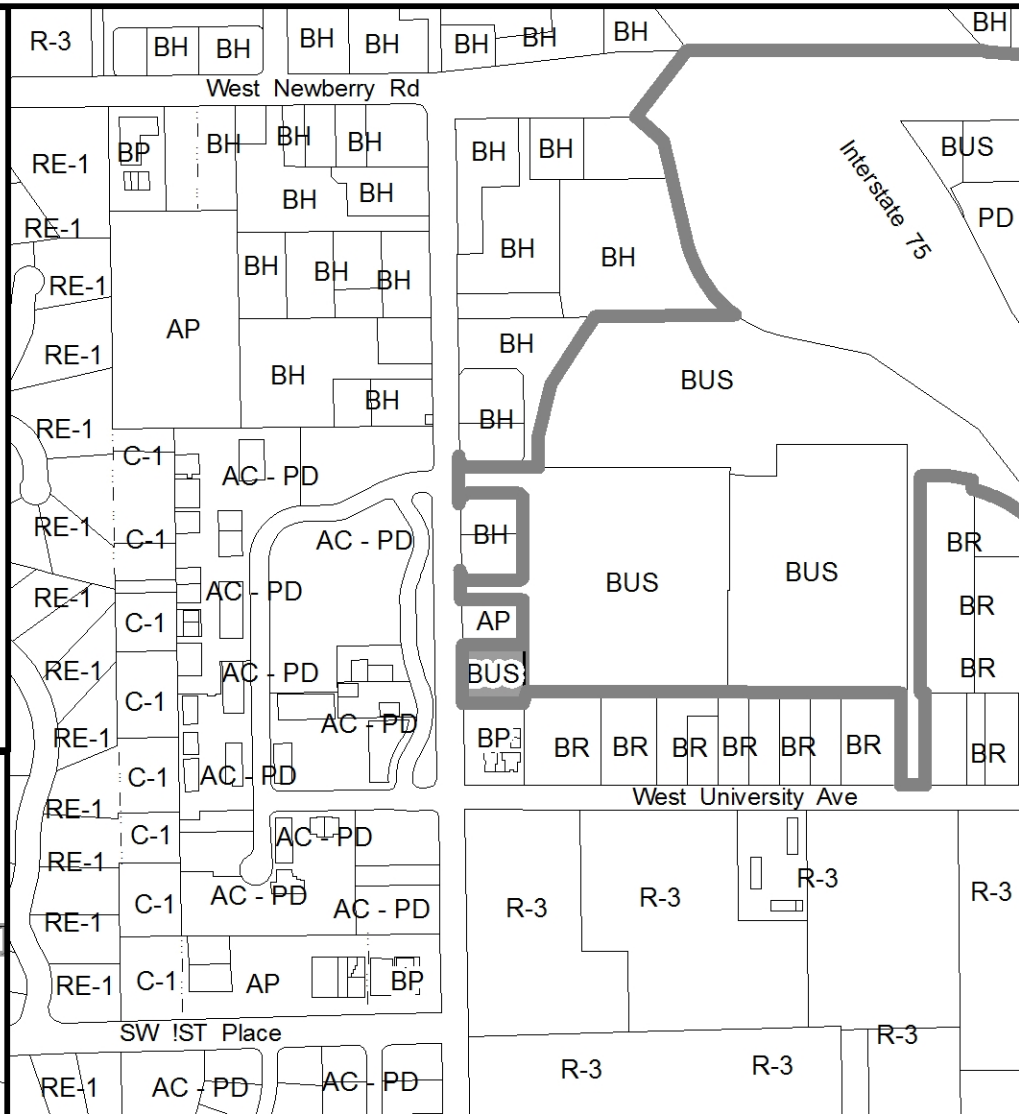 R-3 BH BH BH BH BH BH BH BH
West Newberry Rd
RE-1 BP BH BH BH BH BH BUS
Interstate 75
BH BH
RE-1 PD
BH BH
RE-1 BH BH BH
AP
RE-1 BH
BH BUS
BH
RE-1 BH BH
C-1 AC - PD
RE-1 C-1 AC - PD BH BR
RE-1 AC - PD BUS BUS BR
C-1 AP
RE-1 AC - PD BUS BR
C-1
RE-1 AC - PD BP BR BR BR BR BR BR BR
C-1 AC - PD
West University Ave
RE-1 C-1 AC - PD
RE-1 R-3
AC - PD R-3 R-3
C-1 AC - PD R-3
RE-1
RE-1 C-1 AP BP
SW !ST Place R-3
R-3 R-3
RE-1 AC - PD AC - PD